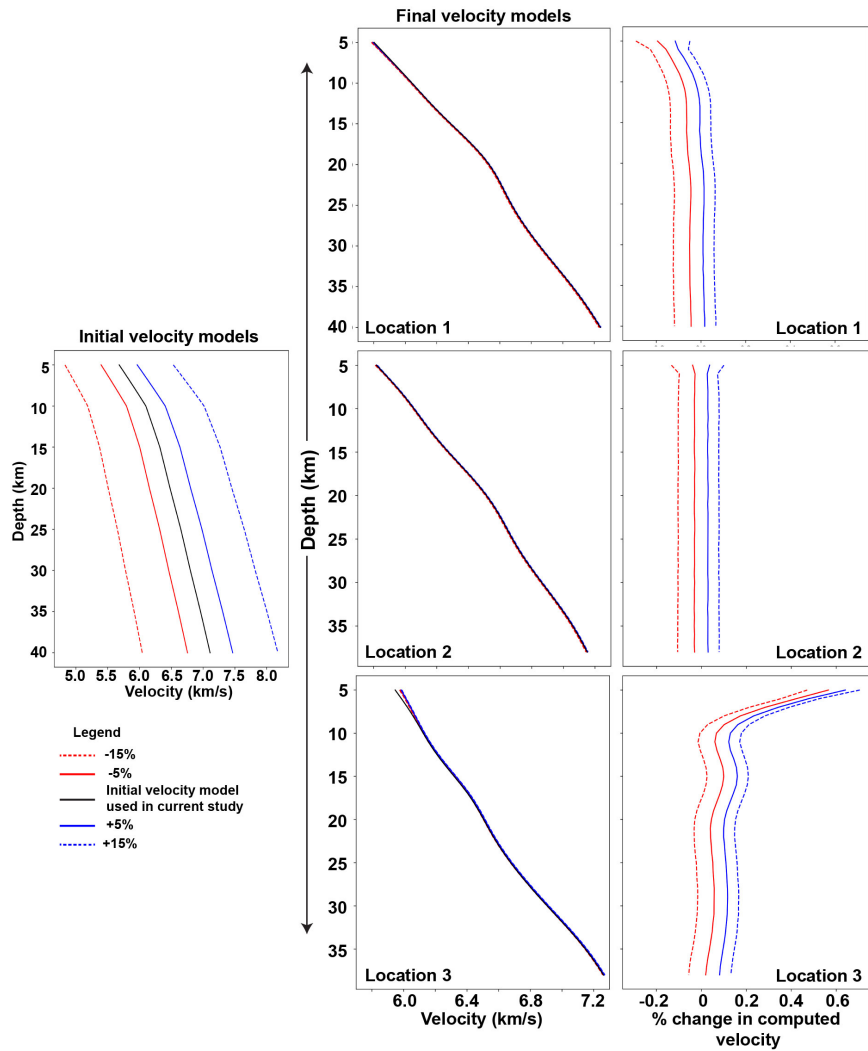 Final velocity models
5
10
15
20
25
30
35
40
Location 1
Location 1
Initial velocity models
Depth (km)
5
10
15
20
25
30
35
40
5.0 5.5 6.0 6.5 7.0 7.5 8.0
Velocity (km/s)
Depth (km)
5
10
15
20
25
30
35
Location 2
Location 2
Legend
-15%
-5%
Initial velocity model
used in current study
+5%
+15%
5
10
15
20
25
30
35
Location 3
6.0 6.4 6.8 7.2
Velocity (km/s)
Location 3
-0.2 0 0.2 0.4 0.6
% change in computed
velocity